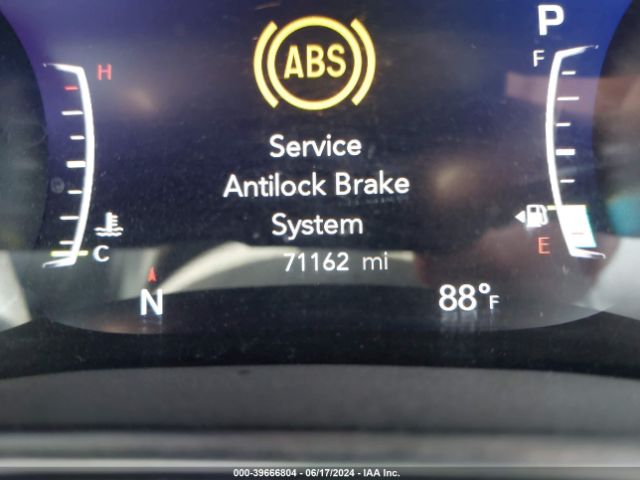 P
F
H
ABS
Service
Antilock Brake
System
E
C
71162 mi
N
88°F
000-39666804 - 06/17/2024 - IAA Inc.